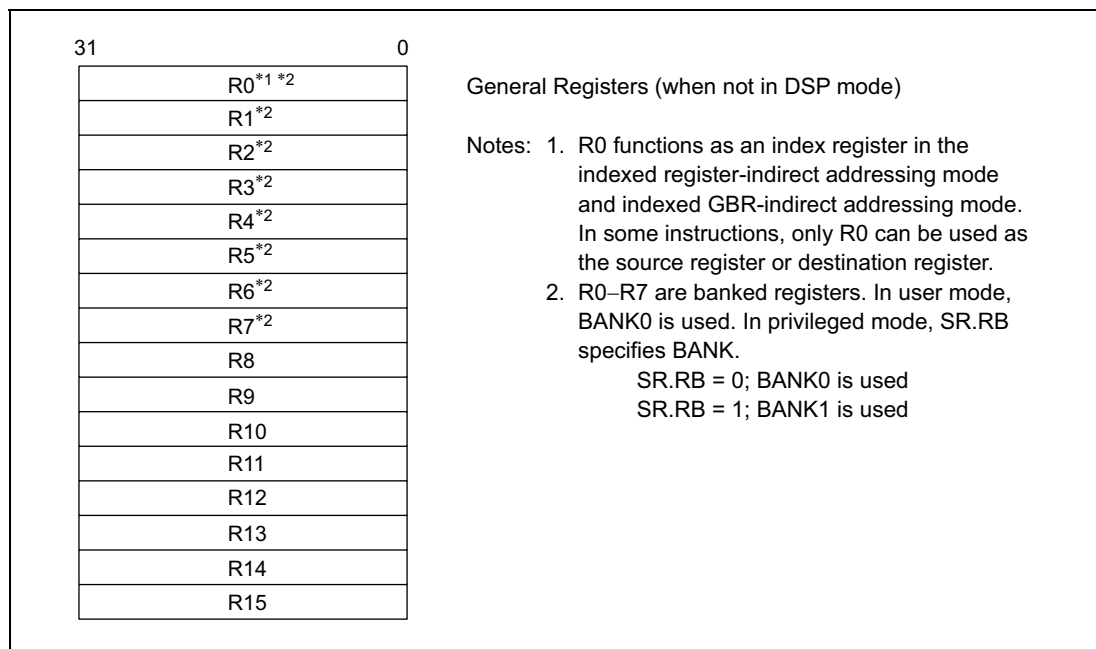 31 0
R0*1 *2
R1*2
R2*2
R3*2
R4*2
R5*2
R6*2
R7*2
R8
R9
R10
R11
R12
R13
R14
R15
General Registers (when not in DSP mode)
Notes: 1. R0 functions as an index register in the
indexed register-indirect addressing mode
and indexed GBR-indirect addressing mode.
In some instructions, only R0 can be used as
the source register or destination register.
2. R0–R7 are banked registers. In user mode,
BANK0 is used. In privileged mode, SR.RB
specifies BANK.
SR.RB = 0; BANK0 is used
SR.RB = 1; BANK1 is used